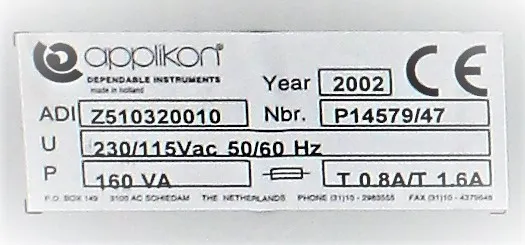 applikon®
DEPENDABLE INSTRUMENTS
made in holland
Year 2002
ADI Z510320010 Nbr. P14579/47
U 230/115Vac 50/60 Hz
P 160 VA T 0.8A/T 1.6A
P.O. BOX 149 3100 AC SCHIEDAM THE NETHERLANDS PHONE (31)10 - 2983555 FAX (31)10 - 4379648
CE